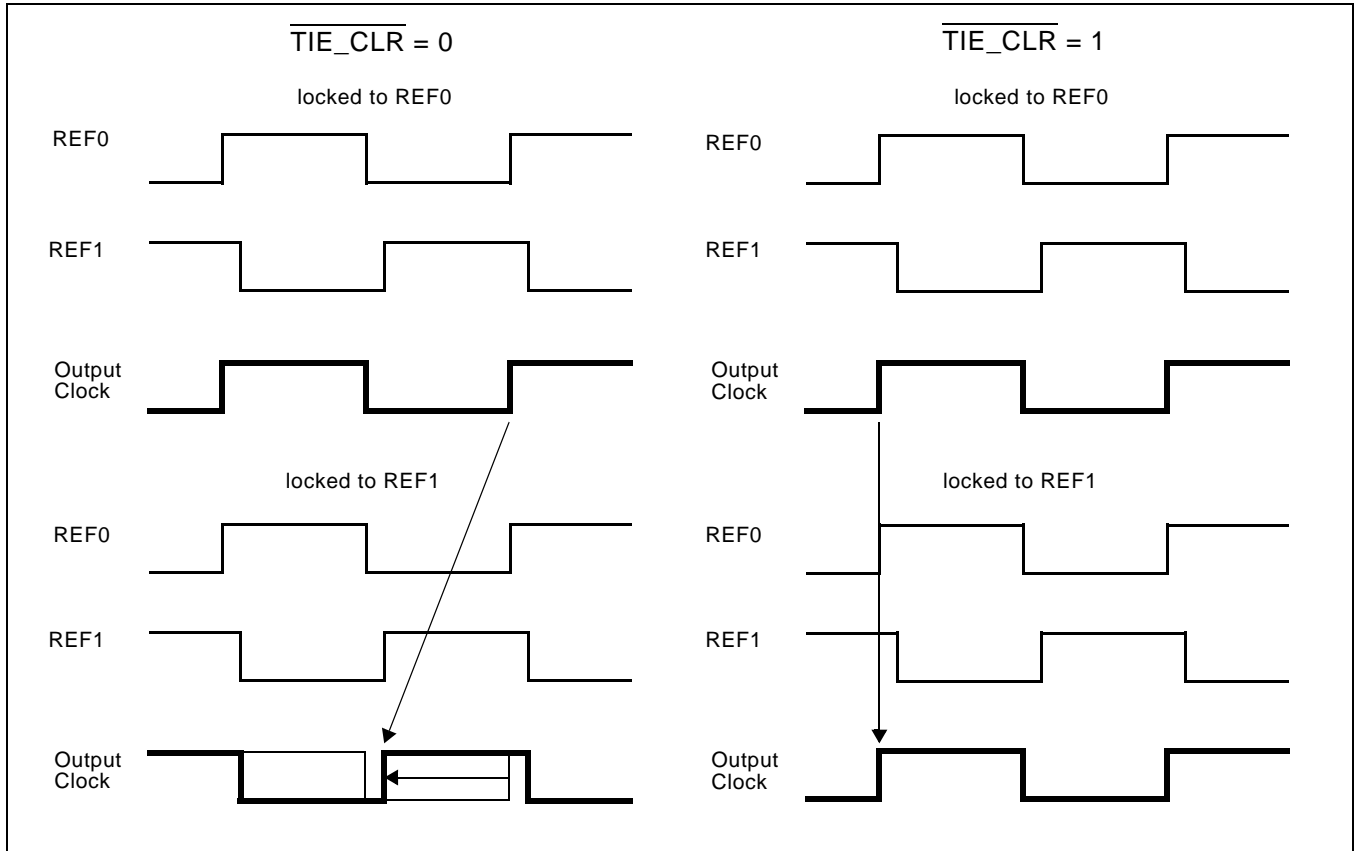 TIE_CLR = 0
locked to REF0
REF0
REF1
Output
Clock
locked to REF1
REF0
REF1
Output
Clock
TIE_CLR = 1
locked to REF0
REF0
REF1
Output
Clock
locked to REF1
REF0
REF1
Output
Clock